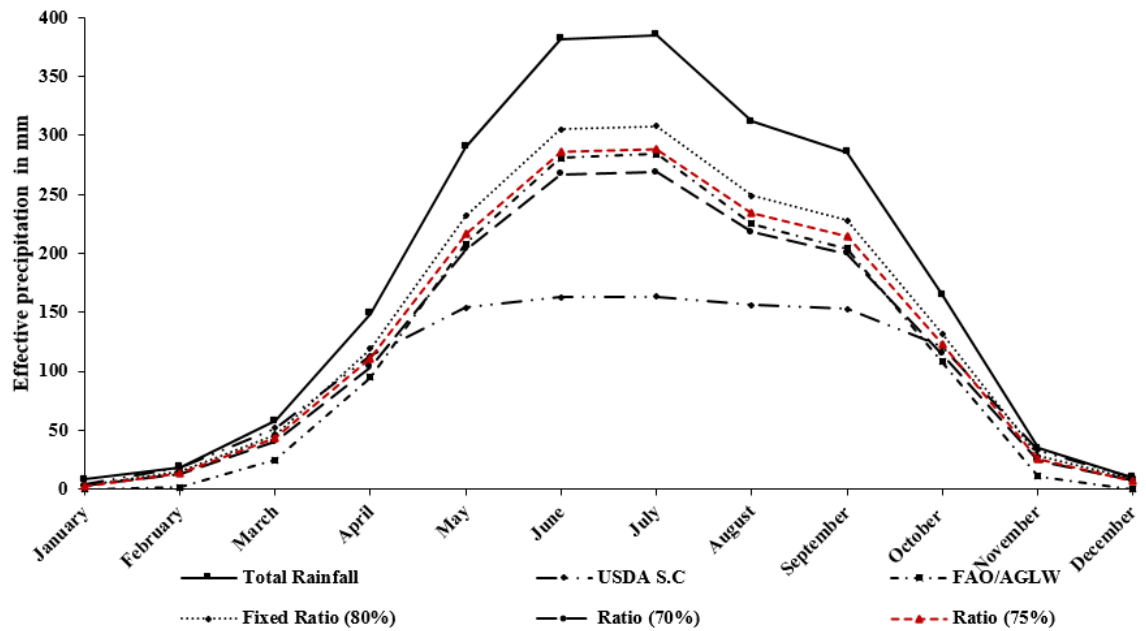 400
350
300
250
200
150
100
50
0
Effective precipitation in mm
January
February
March
April
May
June
July
August
September
October
November
December
Total Rainfall
USDA S.C
FAO/AGLW
Fixed Ratio (80%)
Ratio (70%)
Ratio (75%)